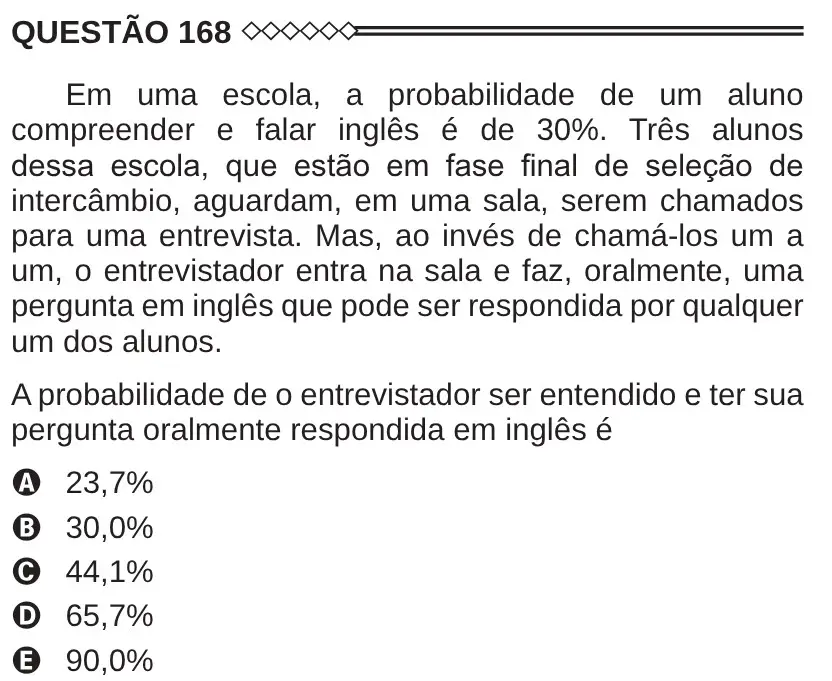 QUESTÃO 168
Em uma escola, a probabilidade de um aluno
compreender e falar inglês é de 30%. Três alunos
dessa escola, que estão em fase final de seleção de
intercâmbio, aguardam, em uma sala, serem chamados
para uma entrevista. Mas, ao invés de chamá-los um a
um, o entrevistador entra na sala e faz, oralmente, uma
pergunta em inglês que pode ser respondida por qualquer
um dos alunos.
A probabilidade de o entrevistador ser entendido e ter sua
pergunta oralmente respondida em inglês é
A 23,7%
B 30,0%
C 44,1%
D 65,7%
E 90,0%